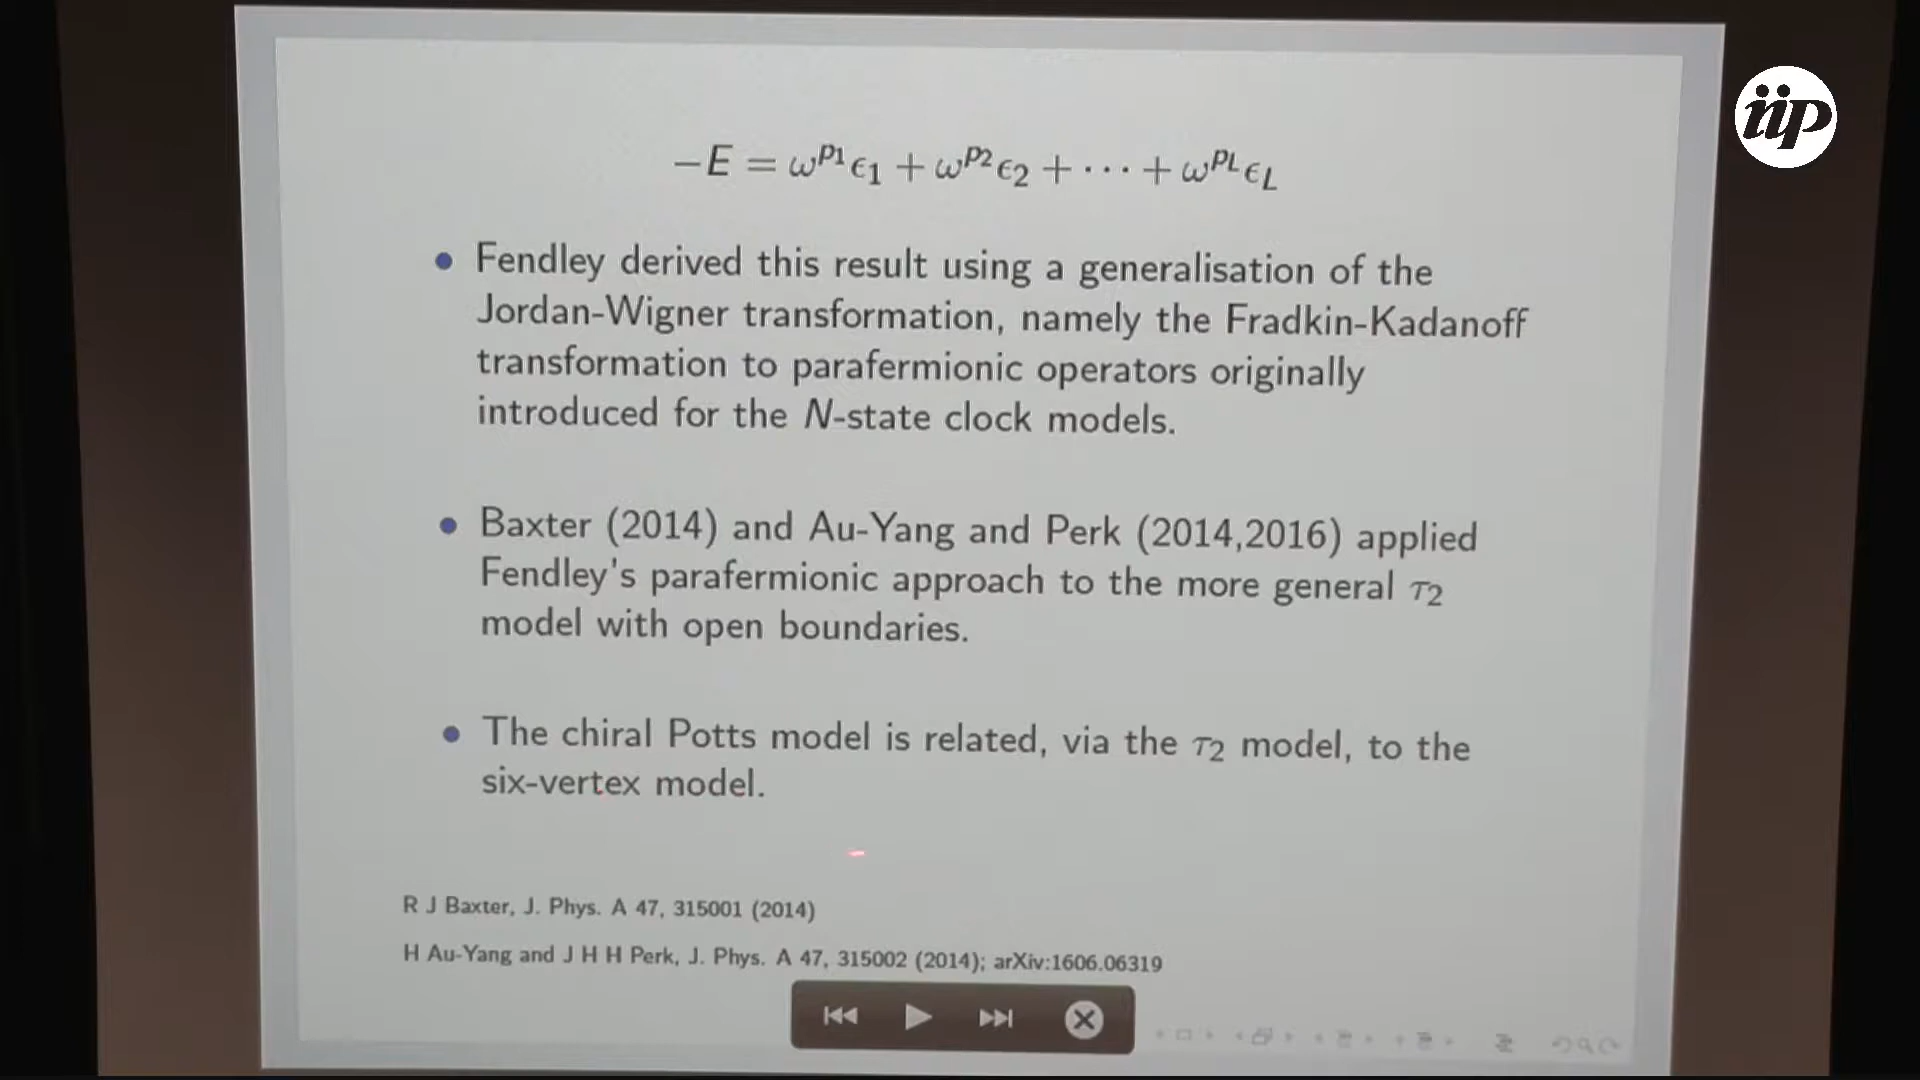 iip
−E = ω^{p_1}ϵ_1 + ω^{p_2}ϵ_2 + ⋯ + ω^{p_L}ϵ_L
• Fendley derived this result using a generalisation of the
Jordan-Wigner transformation, namely the Fradkin-Kadanoff
transformation to parafermionic operators originally
introduced for the N-state clock models.
• Baxter (2014) and Au-Yang and Perk (2014,2016) applied
Fendley's parafermionic approach to the more general τ_2
model with open boundaries.
• The chiral Potts model is related, via the τ_2 model, to the
six-vertex model.
R J Baxter, J. Phys. A 47, 315001 (2014)
H Au-Yang and J H H Perk, J. Phys. A 47, 315002 (2014); arXiv:1606.06319